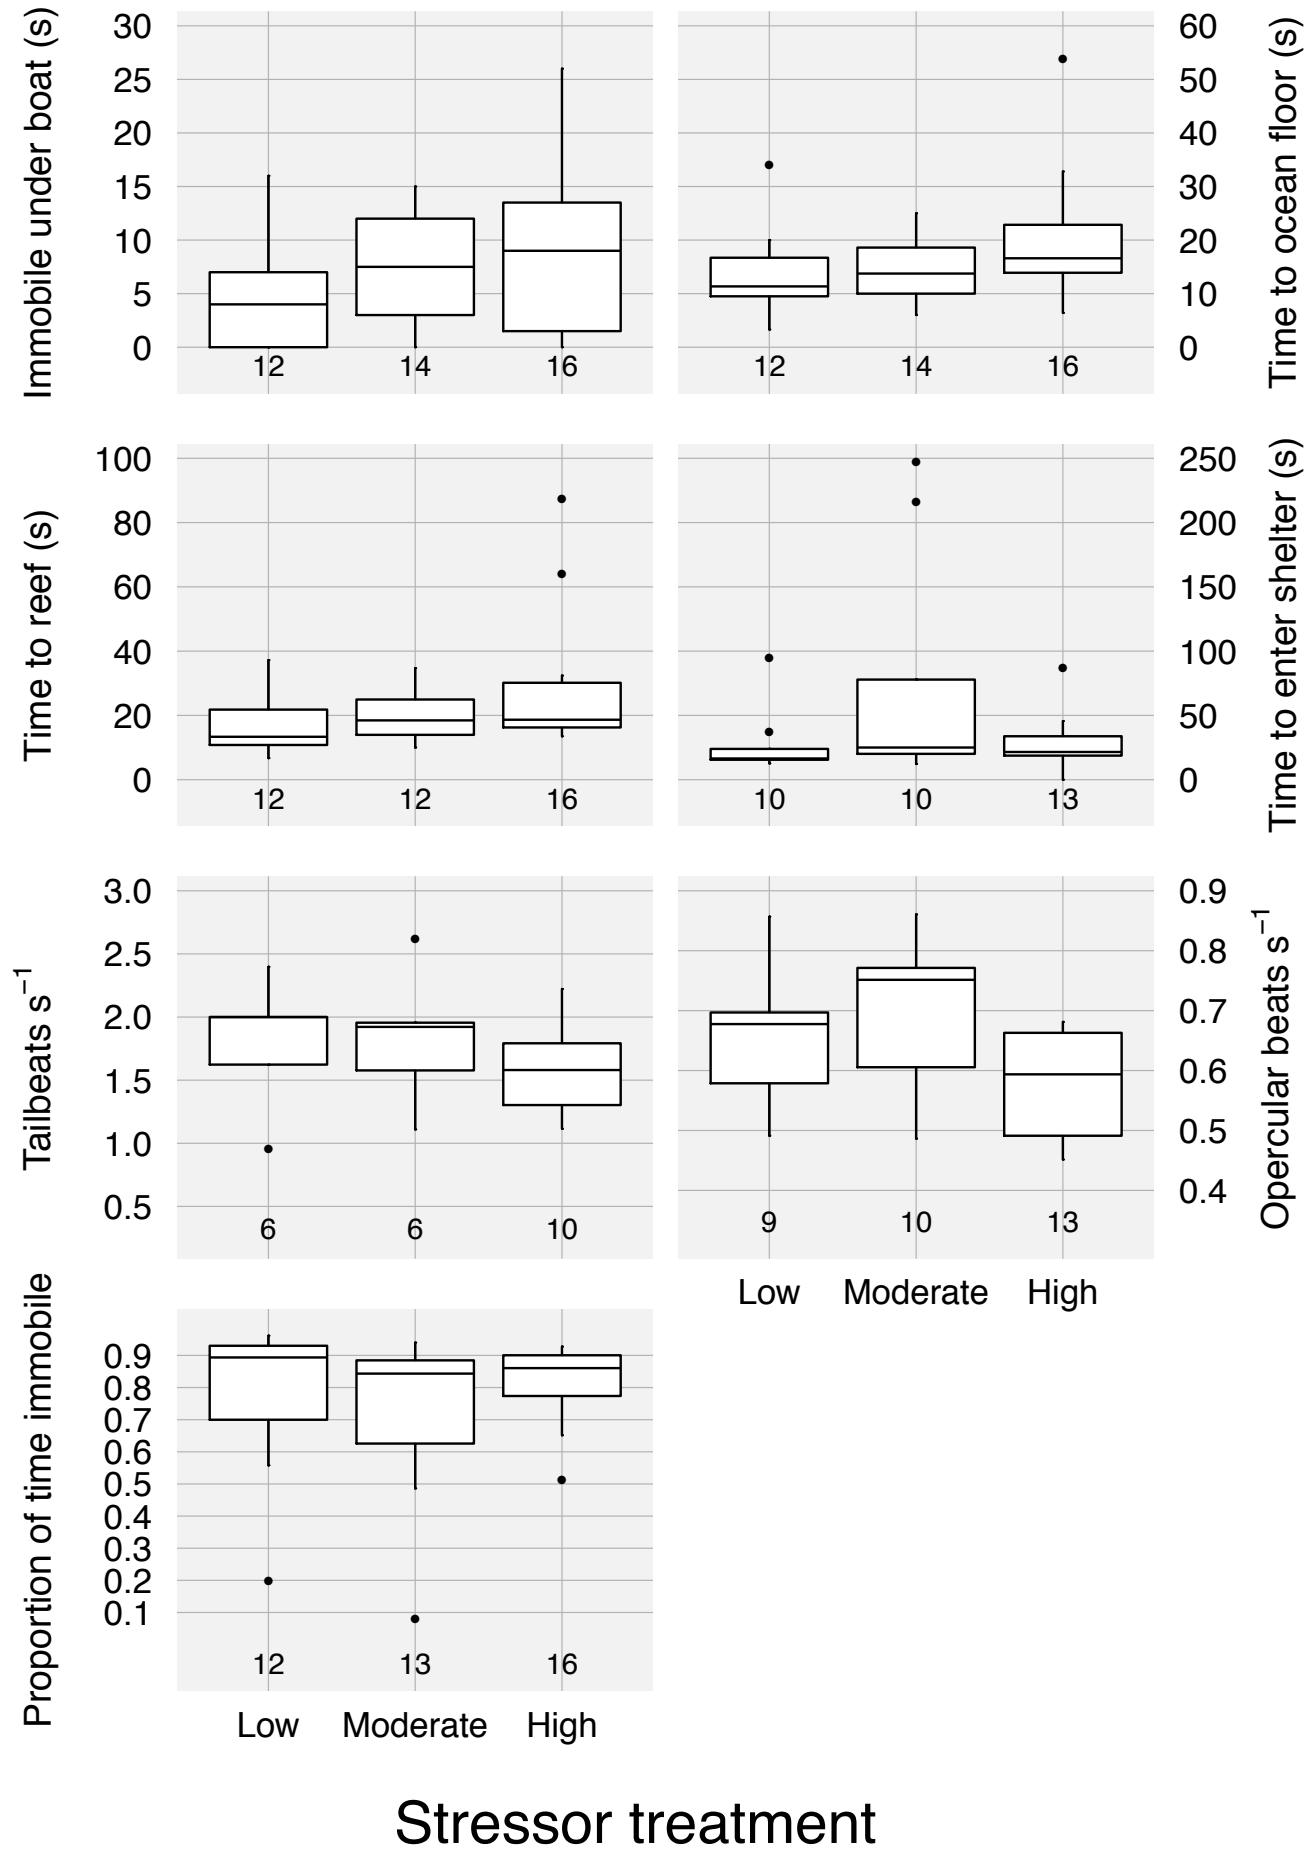 Immobile under boat (s)
30
25
20
15
10
5
0
12 14 16
60
50
40
30
20
10
0
12 14 16
Time to ocean floor (s)
Time to reef (s)
100
80
60
40
20
0
12 12 16
250
200
150
100
50
0
10 10 13
Time to enter shelter (s)
Tailbeats s⁻¹
3.0
2.5
2.0
1.5
1.0
0.5
6 6 10
0.9
0.8
0.7
0.6
0.5
0.4
9 10 13
Opercular beats s⁻¹
Low Moderate High
Proportion of time immobile
0.9
0.8
0.7
0.6
0.5
0.4
0.3
0.2
0.1
12 13 16
Low Moderate High
Stressor treatment